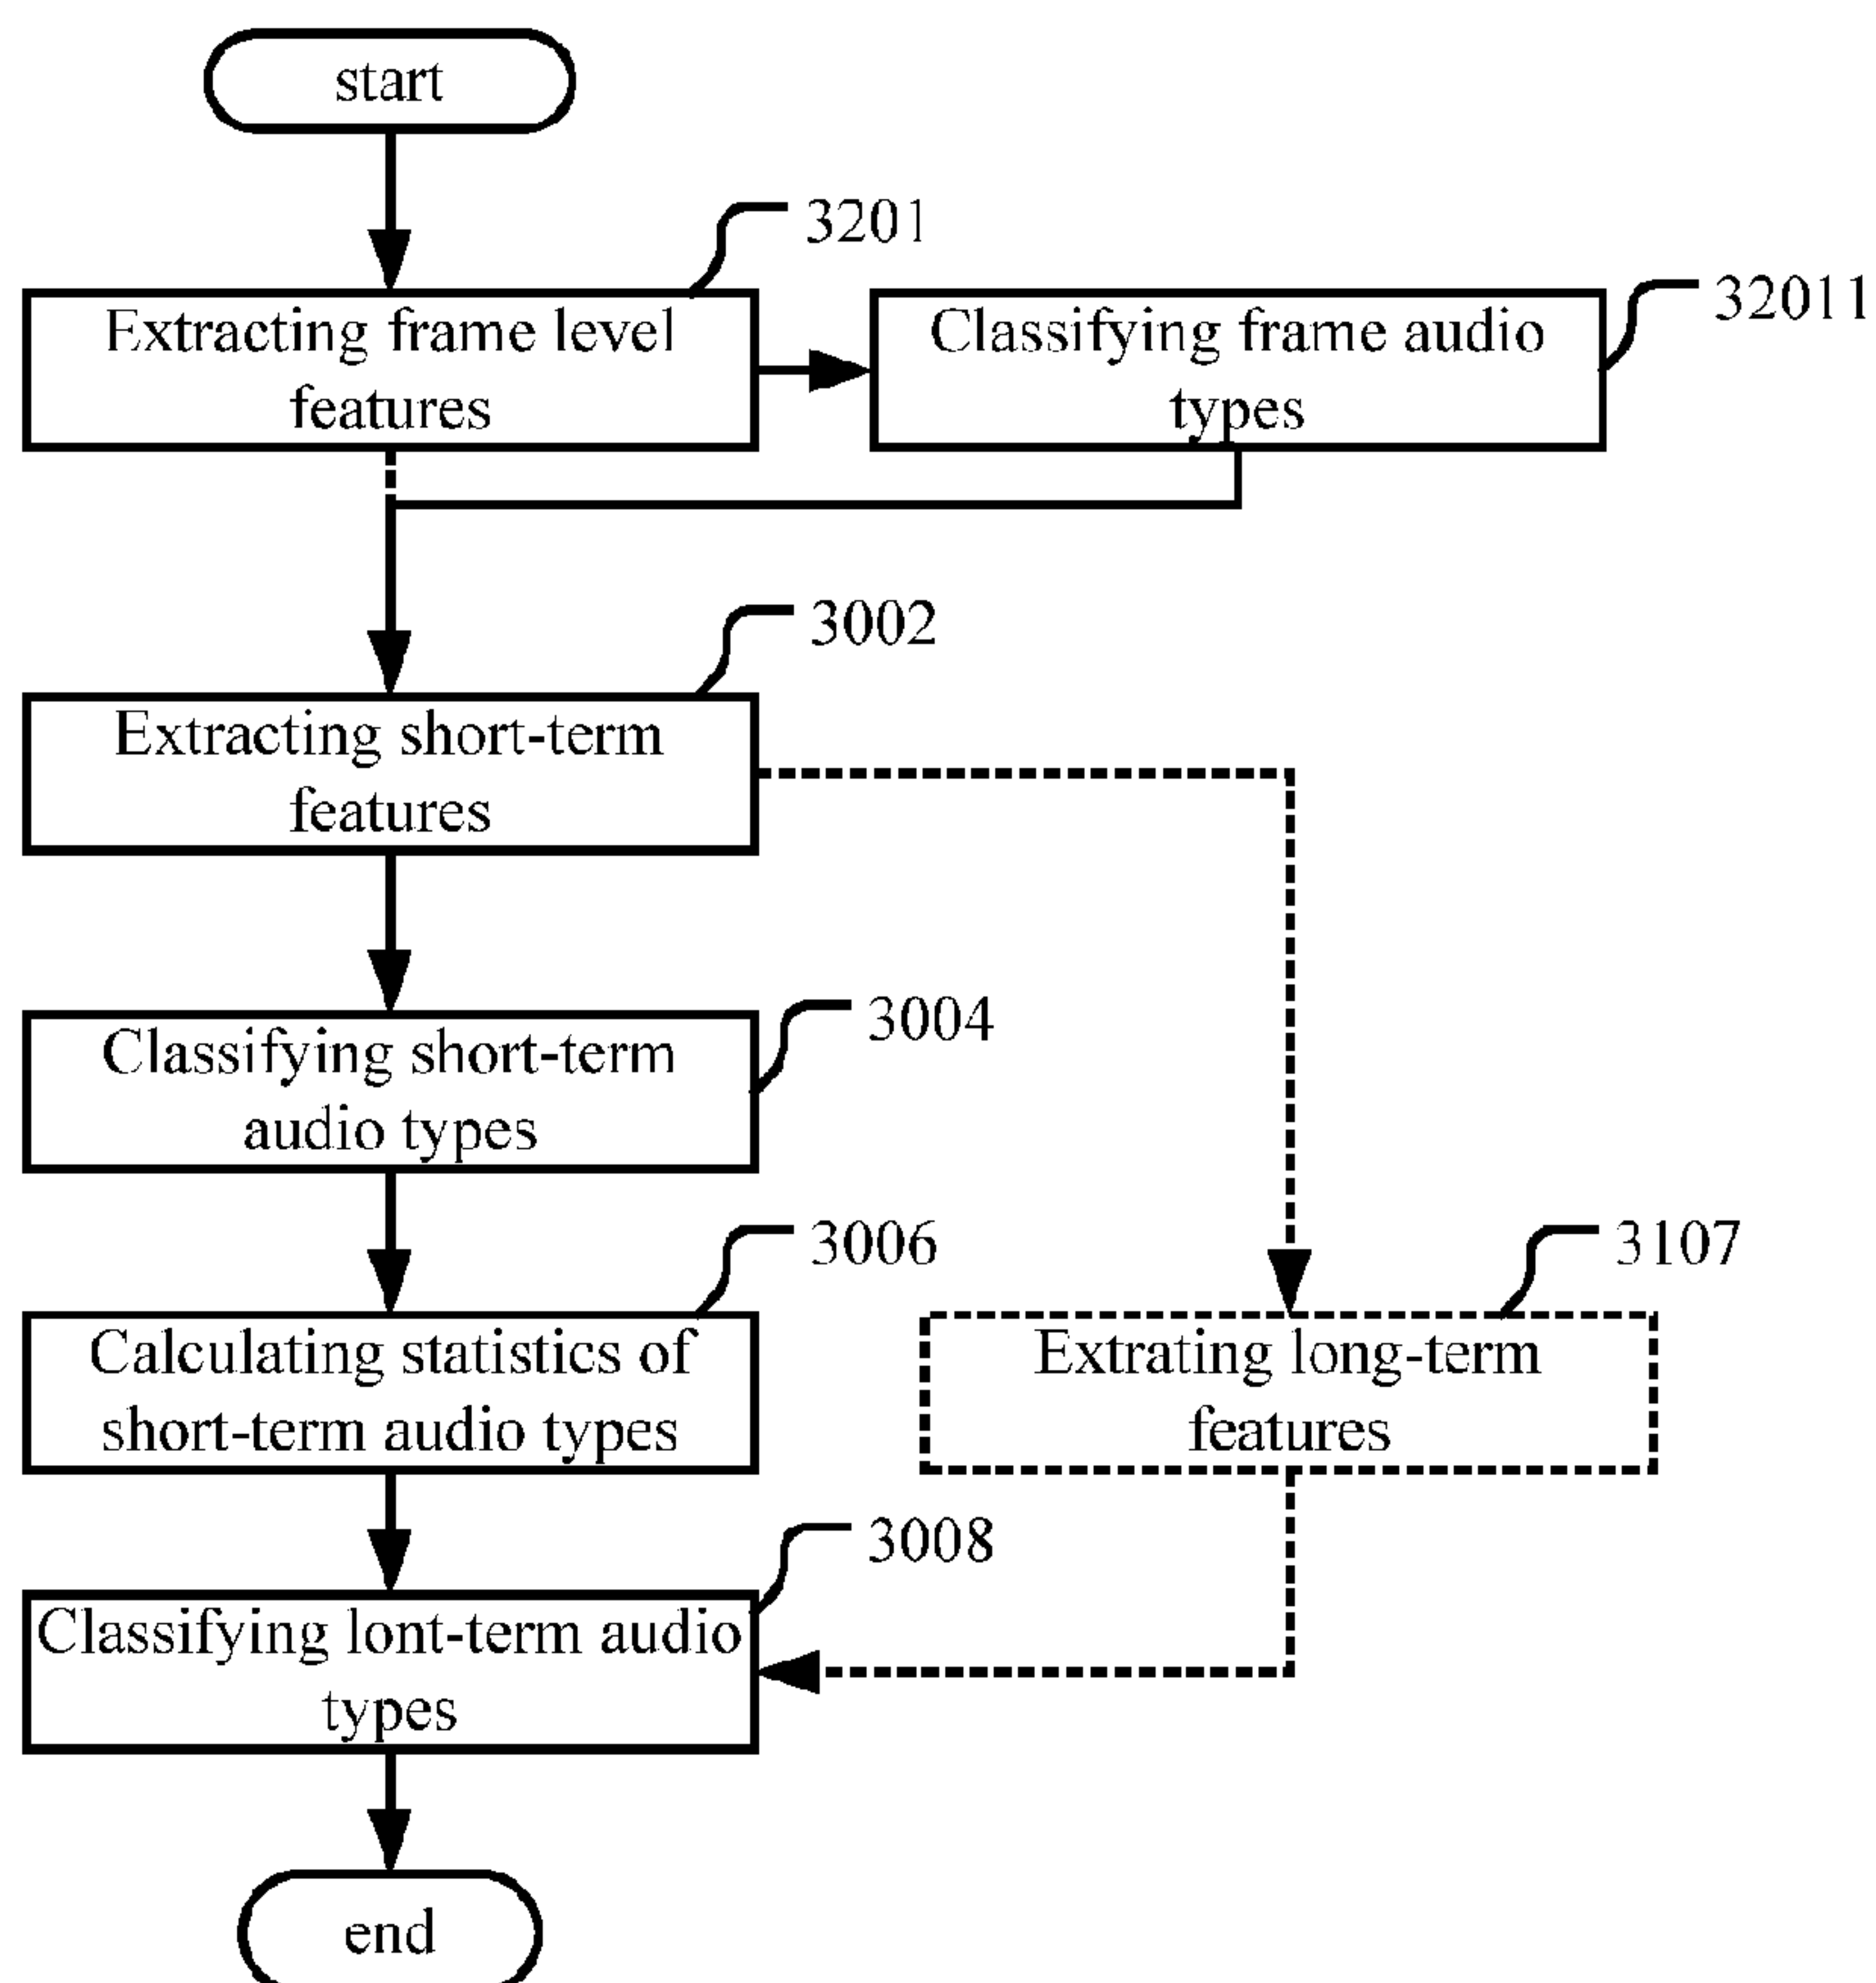 start
3201
Extracting frame level
features
32011
Classifying frame audio
types
3002
Extracting short-term
features
3004
Classifying short-term
audio types
3006
Calculating statistics of
short-term audio types
3107
Extrating long-term
features
3008
Classifying lont-term audio
types
end